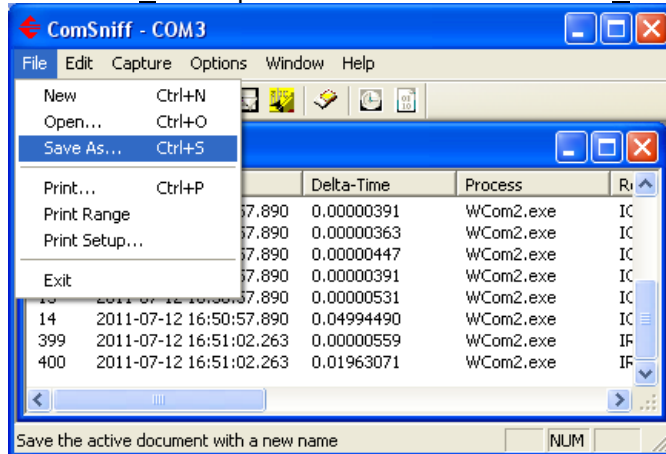 ComSniff - COM3
File Edit Capture Options Window Help
New Ctrl+N
Open... Ctrl+O
Save As... Ctrl+S
Print... Ctrl+P
Print Range
Print Setup...
Exit
Delta-Time Process
57.890 0.00000391 WCom2.exe
57.890 0.00000363 WCom2.exe
57.890 0.00000447 WCom2.exe
57.890 0.00000391 WCom2.exe
13 2011-07-12 16:50:57.890 0.00000531 WCom2.exe
14 2011-07-12 16:50:57.890 0.04994490 WCom2.exe
399 2011-07-12 16:51:02.263 0.00000559 WCom2.exe
400 2011-07-12 16:51:02.263 0.01963071 WCom2.exe
Save the active document with a new name NUM